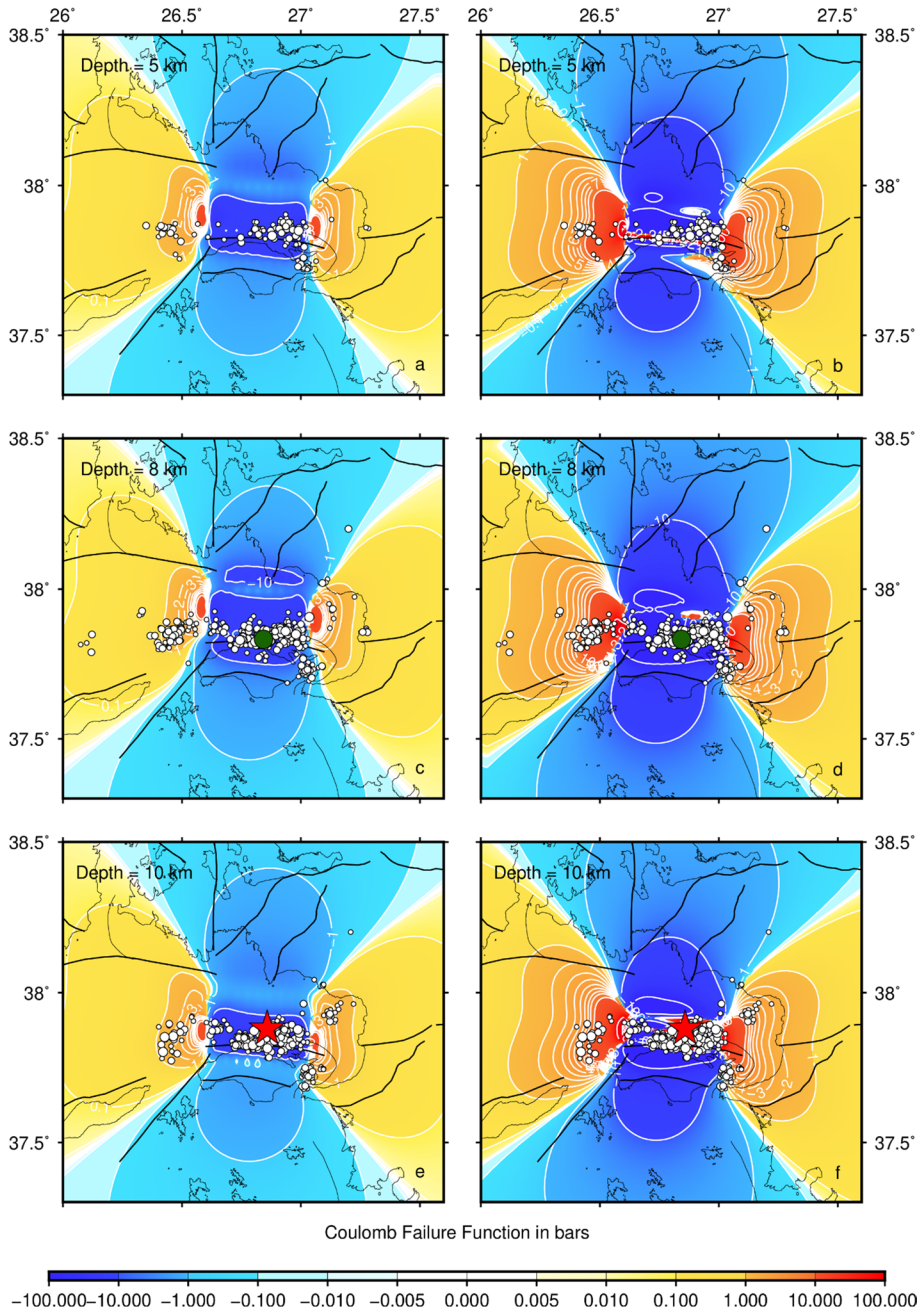 26˚ 26.5˚ 27˚ 27.5˚ 26˚ 26.5˚ 27˚ 27.5˚
38.5˚ 38.5˚
Depth = 5 km Depth = 5 km
38˚ 38˚
37.5˚ 37.5˚
a b
38.5˚ 38.5˚
Depth = 8 km Depth = 8 km
38˚ 38˚
37.5˚ 37.5˚
c d
38.5˚ 38.5˚
Depth = 10 km Depth = 10 km
38˚ 38˚
37.5˚ 37.5˚
e f
Coulomb Failure Function in bars
−100.000 −10.000 −1.000 −0.100 −0.010 −0.005 0.000 0.005 0.010 0.100 1.000 10.000 100.000